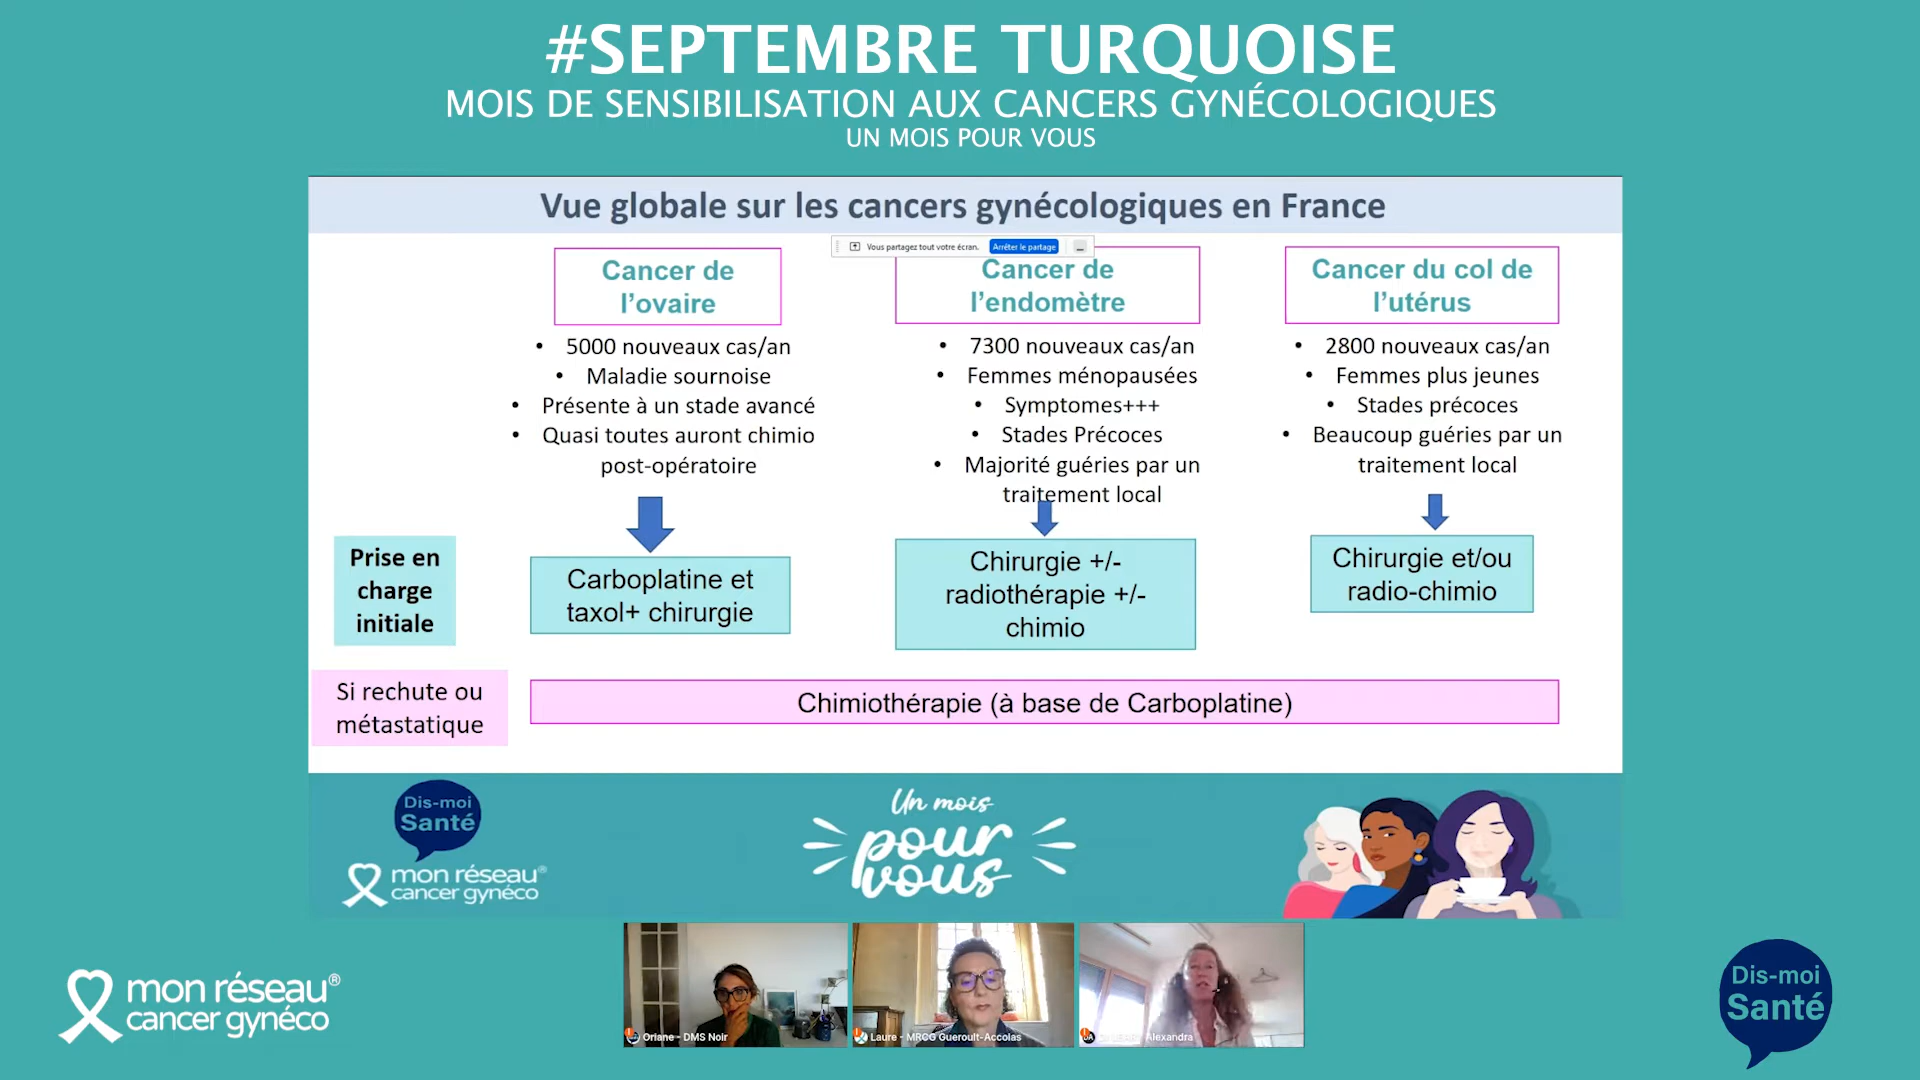 #SEPTEMBRE TURQUOISE
MOIS DE SENSIBILISATION AUX CANCERS GYNÉCOLOGIQUES
UN MOIS POUR VOUS
Vue globale sur les cancers gynécologiques en France
Vous partagez tout votre écran. Arrêter le partage
Cancer de
l'ovaire
• 5000 nouveaux cas/an
• Maladie sournoise
• Présente à un stade avancé
• Quasi toutes auront chimio
post-opératoire
Cancer de
l'endomètre
• 7300 nouveaux cas/an
• Femmes ménopausées
• Symptomes+++
• Stades Précoces
• Majorité guéries par un
traitement local
Cancer du col de
l'utérus
• 2800 nouveaux cas/an
• Femmes plus jeunes
• Stades précoces
• Beaucoup guéries par un
traitement local
Prise en
charge
initiale
Carboplatine et
taxol+ chirurgie
Chirurgie +/-
radiothérapie +/-
chimio
Chirurgie et/ou
radio-chimio
Si rechute ou
métastatique
Chimiothérapie (à base de Carboplatine)
Dis-moi
Santé
mon réseau®
cancer gynéco
Un mois
pour
vous
Oriane - DMS Noir
Laure - MRCG Gueroult-Accolas
Alexandra
mon réseau®
cancer gynéco
Dis-moi
Santé